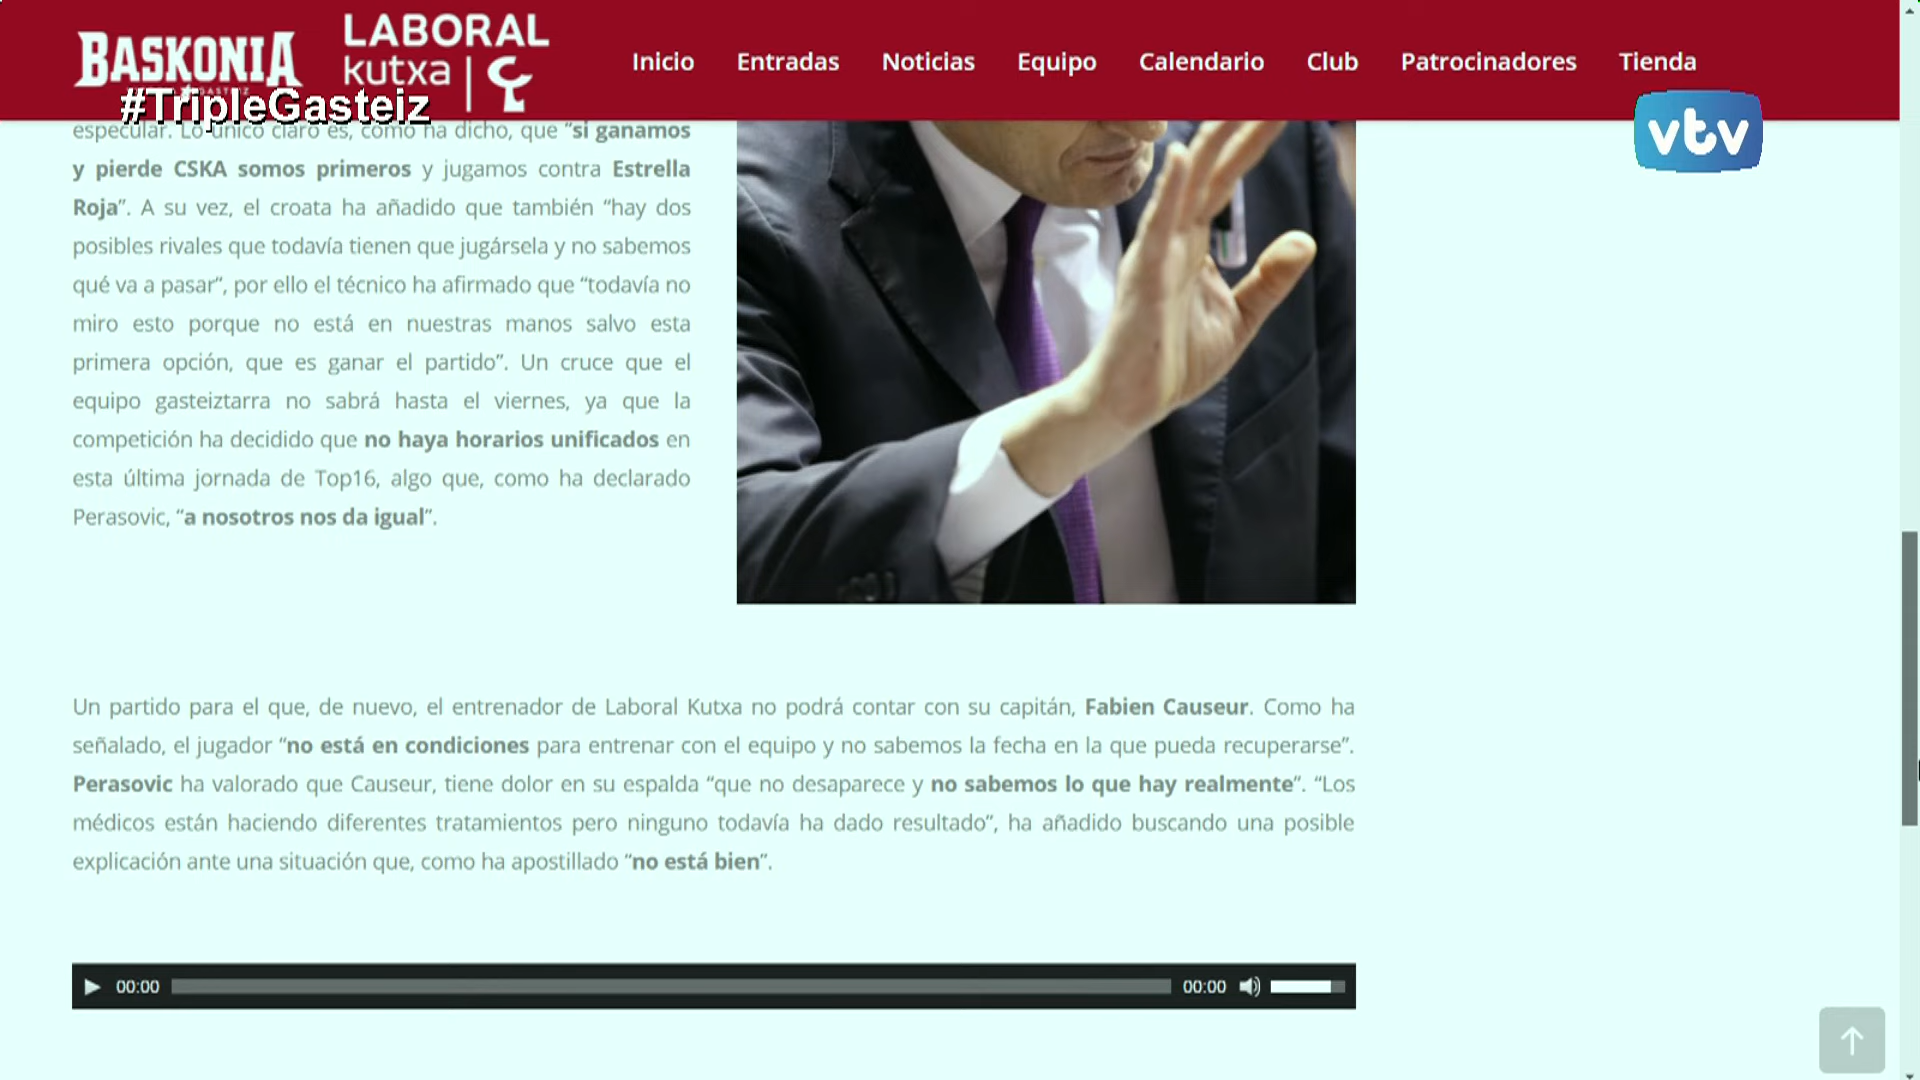 BASKONIA
LABORAL
kutxa
Inicio Entradas Noticias Equipo Calendario Club Patrocinadores Tienda
#TripleGasteiz
vtv
especular. Lo único claro es, como ha dicho, que “si ganamos
y pierde CSKA somos primeros y jugamos contra Estrella
Roja”. A su vez, el croata ha añadido que también “hay dos
posibles rivales que todavía tienen que jugársela y no sabemos
qué va a pasar”, por ello el técnico ha afirmado que “todavía no
miro esto porque no está en nuestras manos salvo esta
primera opción, que es ganar el partido”. Un cruce que el
equipo gasteiztarra no sabrá hasta el viernes, ya que la
competición ha decidido que no haya horarios unificados en
esta última jornada de Top16, algo que, como ha declarado
Perasovic, “a nosotros nos da igual”.
Un partido para el que, de nuevo, el entrenador de Laboral Kutxa no podrá contar con su capitán, Fabien Causeur. Como ha
señalado, el jugador “no está en condiciones para entrenar con el equipo y no sabemos la fecha en la que pueda recuperarse”.
Perasovic ha valorado que Causeur, tiene dolor en su espalda “que no desaparece y no sabemos lo que hay realmente”. “Los
médicos están haciendo diferentes tratamientos pero ninguno todavía ha dado resultado”, ha añadido buscando una posible
explicación ante una situación que, como ha apostillado “no está bien”.
00:00 00:00